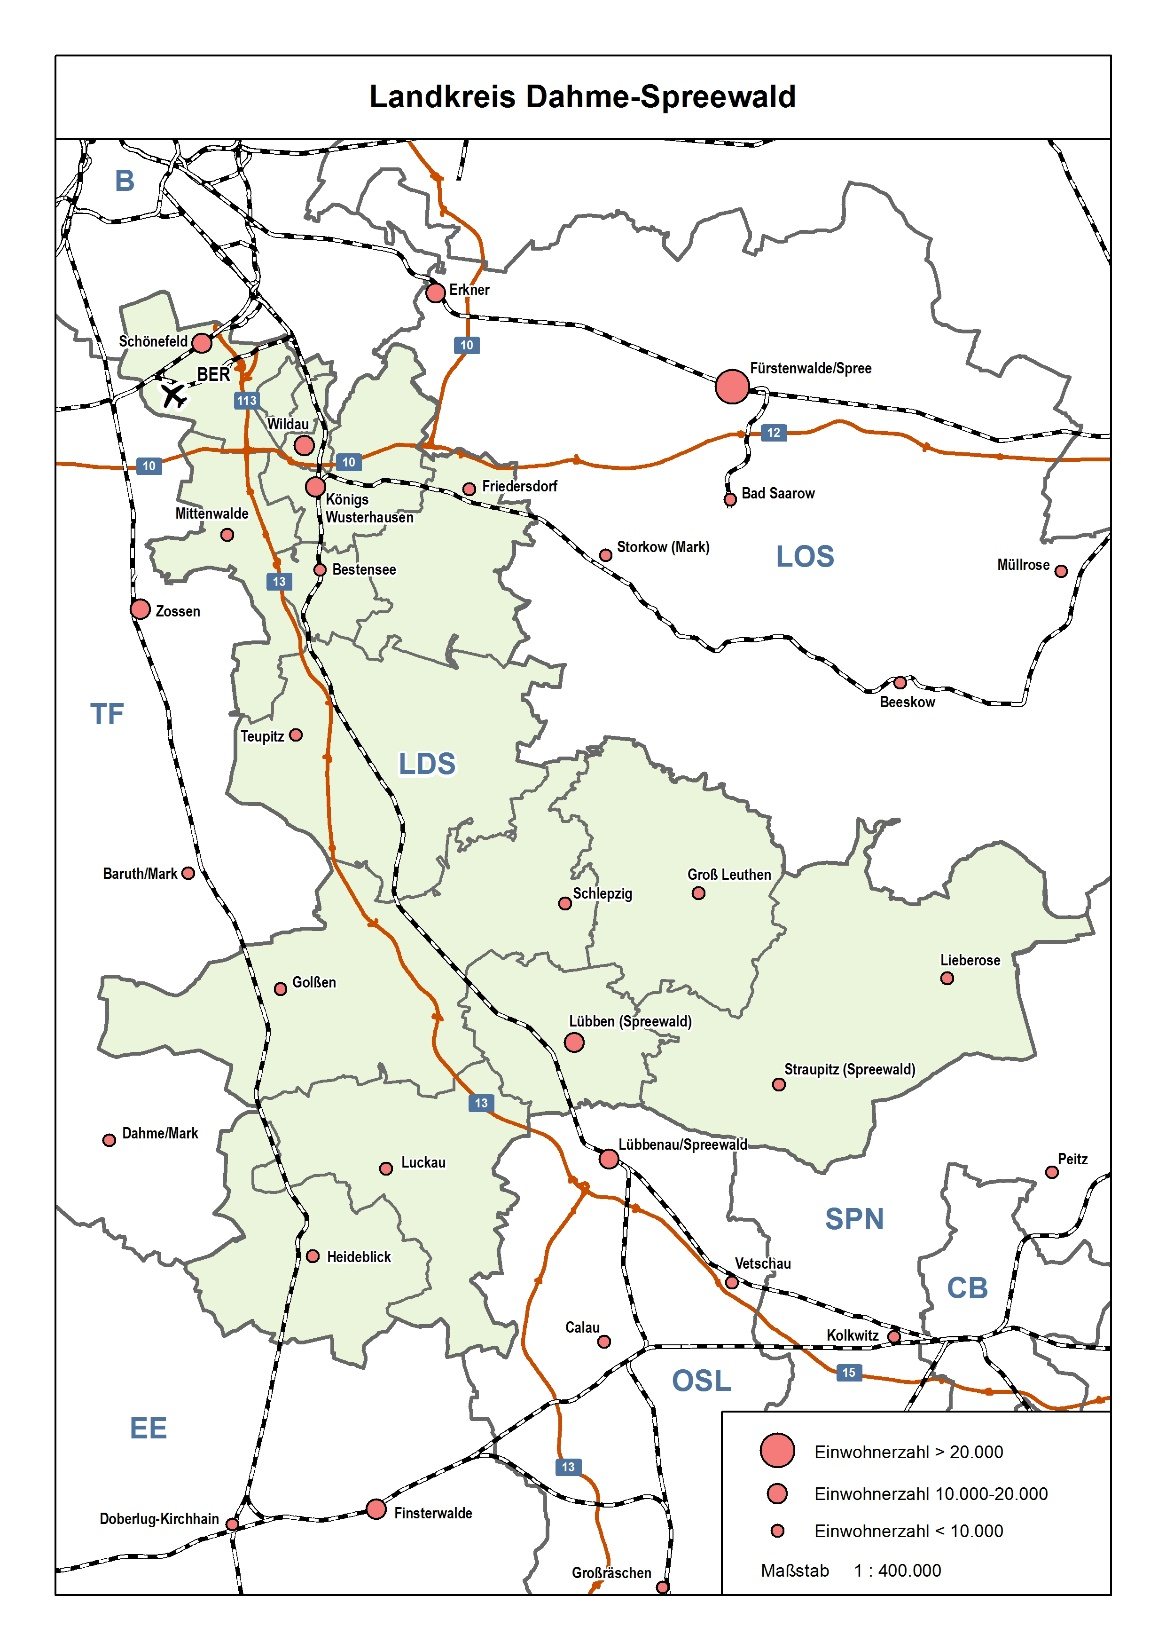 Landkreis Dahme-Spreewald
B
Erkner
Schönefeld
10
BER
Fürstenwalde/Spree
113
Wildau
12
10
10
Friedersdorf
Bad Saarow
Königs
Wusterhausen
Mittenwalde
Storkow (Mark)
LOS
Müllrose
Bestensee
13
Zossen
Beeskow
TF
Teupitz
LDS
Baruth/Mark
Groß Leuthen
Schlepzig
Lieberose
Golßen
Lübben (Spreewald)
Straupitz (Spreewald)
13
Dahme/Mark
Lübbenau/Spreewald
Luckau
Peitz
SPN
Heideblick
Vetschau
CB
Calau
Kolkwitz
OSL
15
EE
Einwohnerzahl > 20.000
13
Einwohnerzahl 10.000-20.000
Finsterwalde
Doberlug-Kirchhain
Einwohnerzahl < 10.000
Großräschen
Maßstab 1 : 400.000